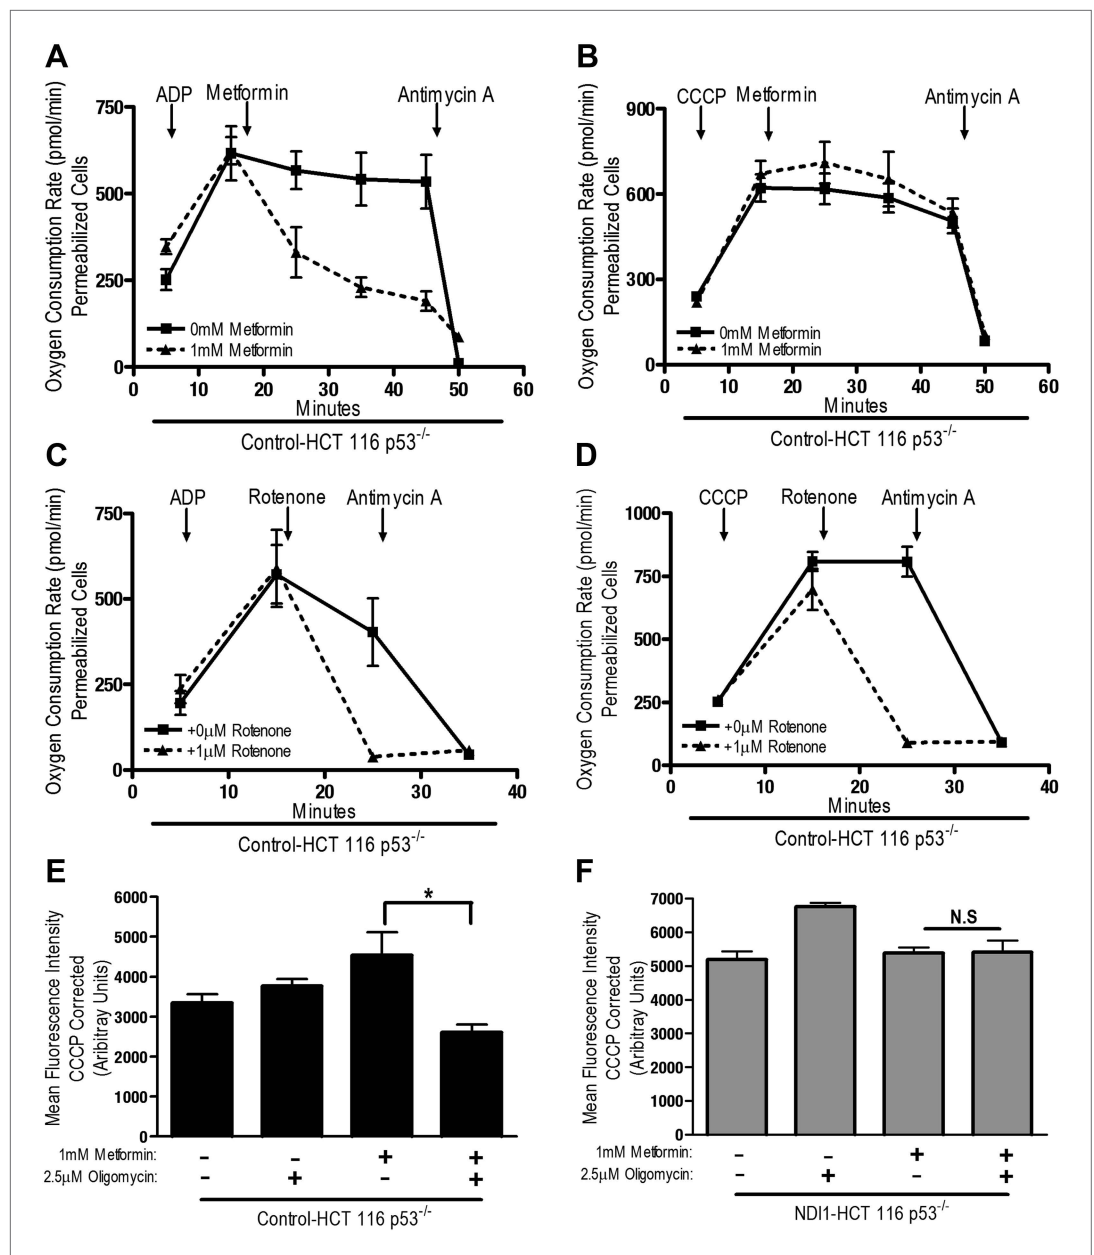 A
ADP
Metformin
Antimycin A
Oxygen Consumption Rate (pmol/min)
Permeabilized Cells
750
500
250
0
0mM Metformin
1mM Metformin
0 10 20 30 40 50 60
Minutes
Control-HCT 116 p53-/-
B
CCCP
Metformin
Antimycin A
Oxygen Consumption Rate (pmol/min)
Permeabilized Cells
900
600
300
0
0mM Metformin
1mM Metformin
0 10 20 30 40 50 60
Minutes
Control-HCT 116 p53-/-
C
ADP
Rotenone
Antimycin A
Oxygen Consumption Rate (pmol/min)
Permeabilized Cells
750
500
250
0
+0µM Rotenone
+1µM Rotenone
0 10 20 30 40
Minutes
Control-HCT 116 p53-/-
D
CCCP
Rotenone
Antimycin A
Oxygen Consumption Rate (pmol/min)
Permeabilized Cells
1000
750
500
250
0
+0µM Rotenone
+1µM Rotenone
0 10 20 30 40
Minutes
Control-HCT 116 p53-/-
E
Mean Fluorescence Intensity
CCCP Corrected
(Aribitray Units)
6000
5000
4000
3000
2000
1000
0
*
1mM Metformin: - - + +
2.5µM Oligomycin: - + - +
Control-HCT 116 p53-/-
F
Mean Fluorescence Intensity
CCCP Corrected
(Arbitray Units)
7000
6000
5000
4000
3000
2000
1000
0
N.S
1mM Metformin: - - + +
2.5µM Oligomycin: - + - +
NDI1-HCT 116 p53-/-